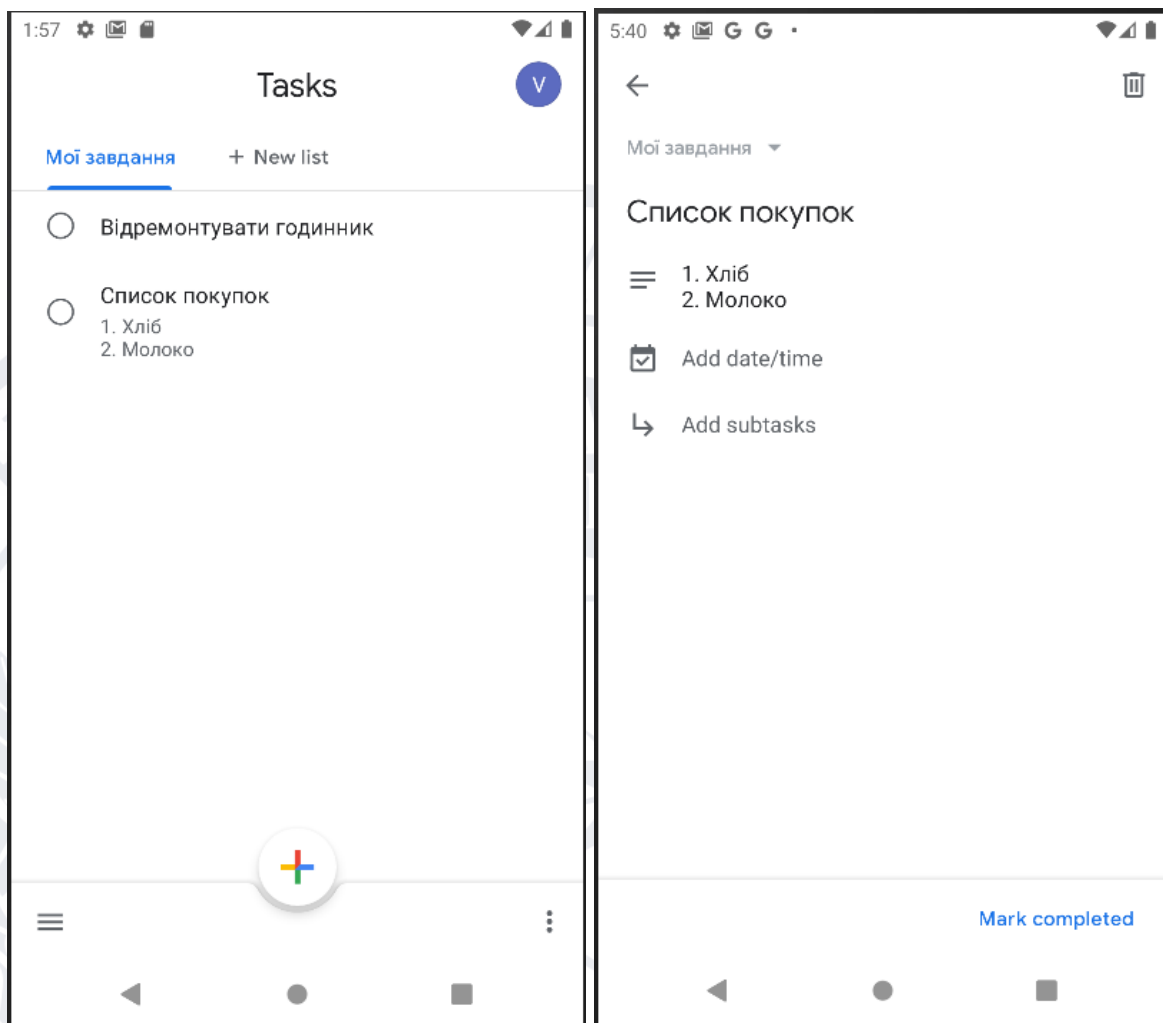 1:57
Tasks
V
Мої завдання
+ New list
Відремонтувати годинник
Список покупок
1. Хліб
2. Молоко
5:40 G G
Мої завдання
Список покупок
1. Хліб
2. Молоко
Add date/time
Add subtasks
Mark completed